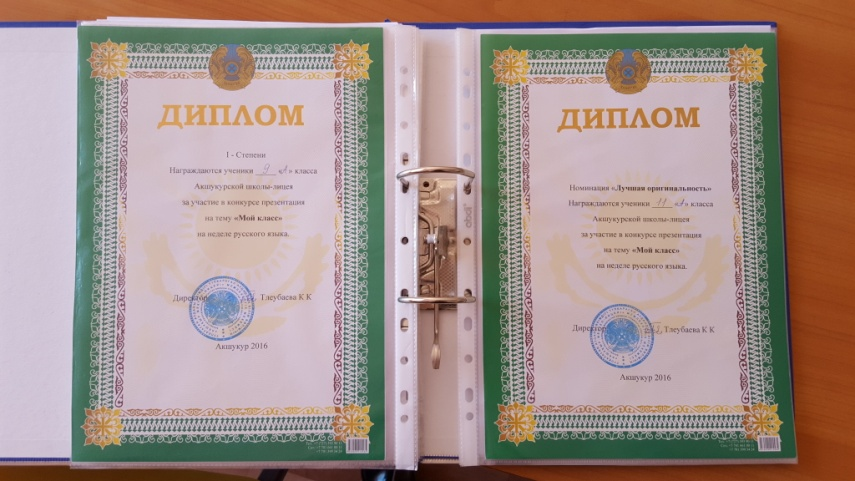 ДИПЛОМ
I - Степени
Награждаются ученики 9 «А» класса
Акшукурской школы-лицея
за участие в конкурсе презентация
на тему «Мой класс»
на неделе русского языка.
Директор Тлеубаева К К
Акшукур 2016
ДИПЛОМ
Номинация «Лучшая оригинальность»
Награждаются ученики 11 «А» класса
Акшукурской школы-лицея
за участие в конкурсе презентация
на тему «Мой класс»
на неделе русского языка.
Директор Тлеубаева К К
Акшукур 2016